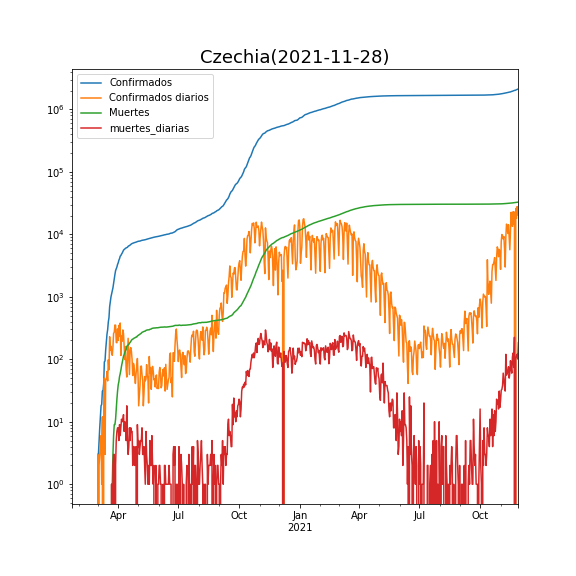 Czechia(2021-11-28)
Confirmados
Confirmados diarios
Muertes
muertes_diarias
10^6
10^5
10^4
10^3
10^2
10^1
10^0
Apr Jul Oct Jan Apr Jul Oct
2021